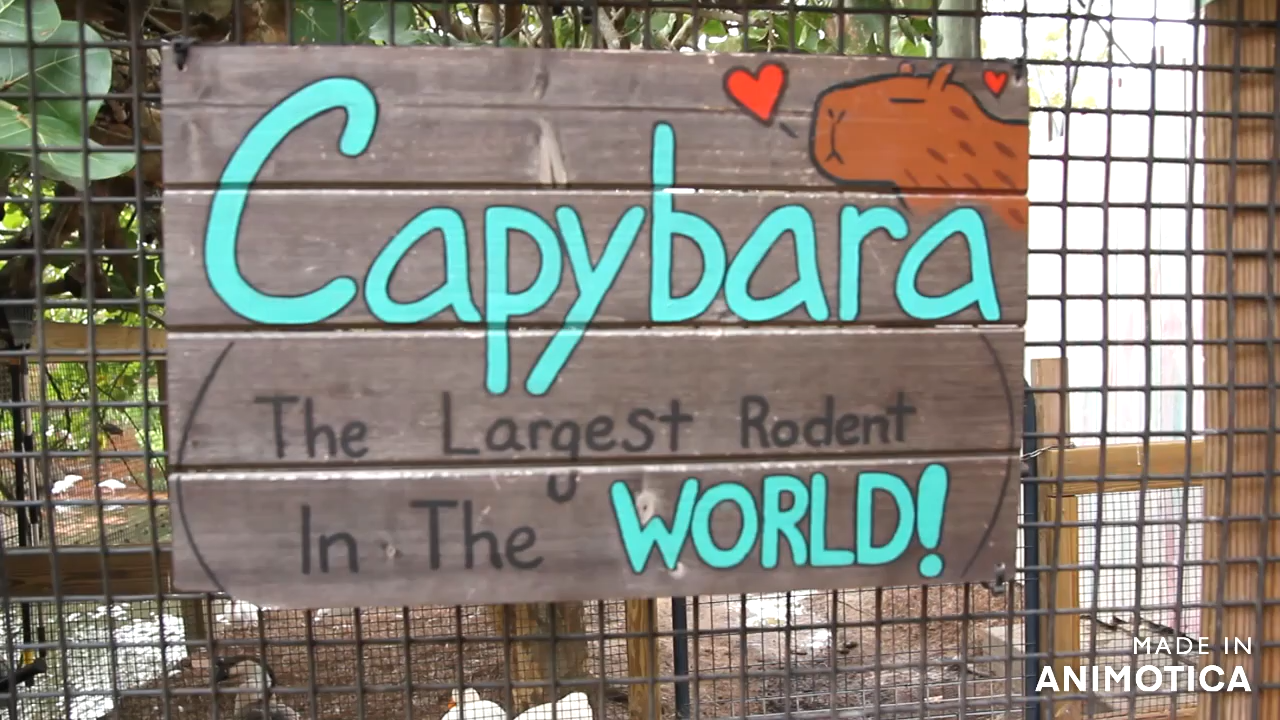 Capybara
The Largest Rodent
In The WORLD!
MADE IN
ANIMOTICA